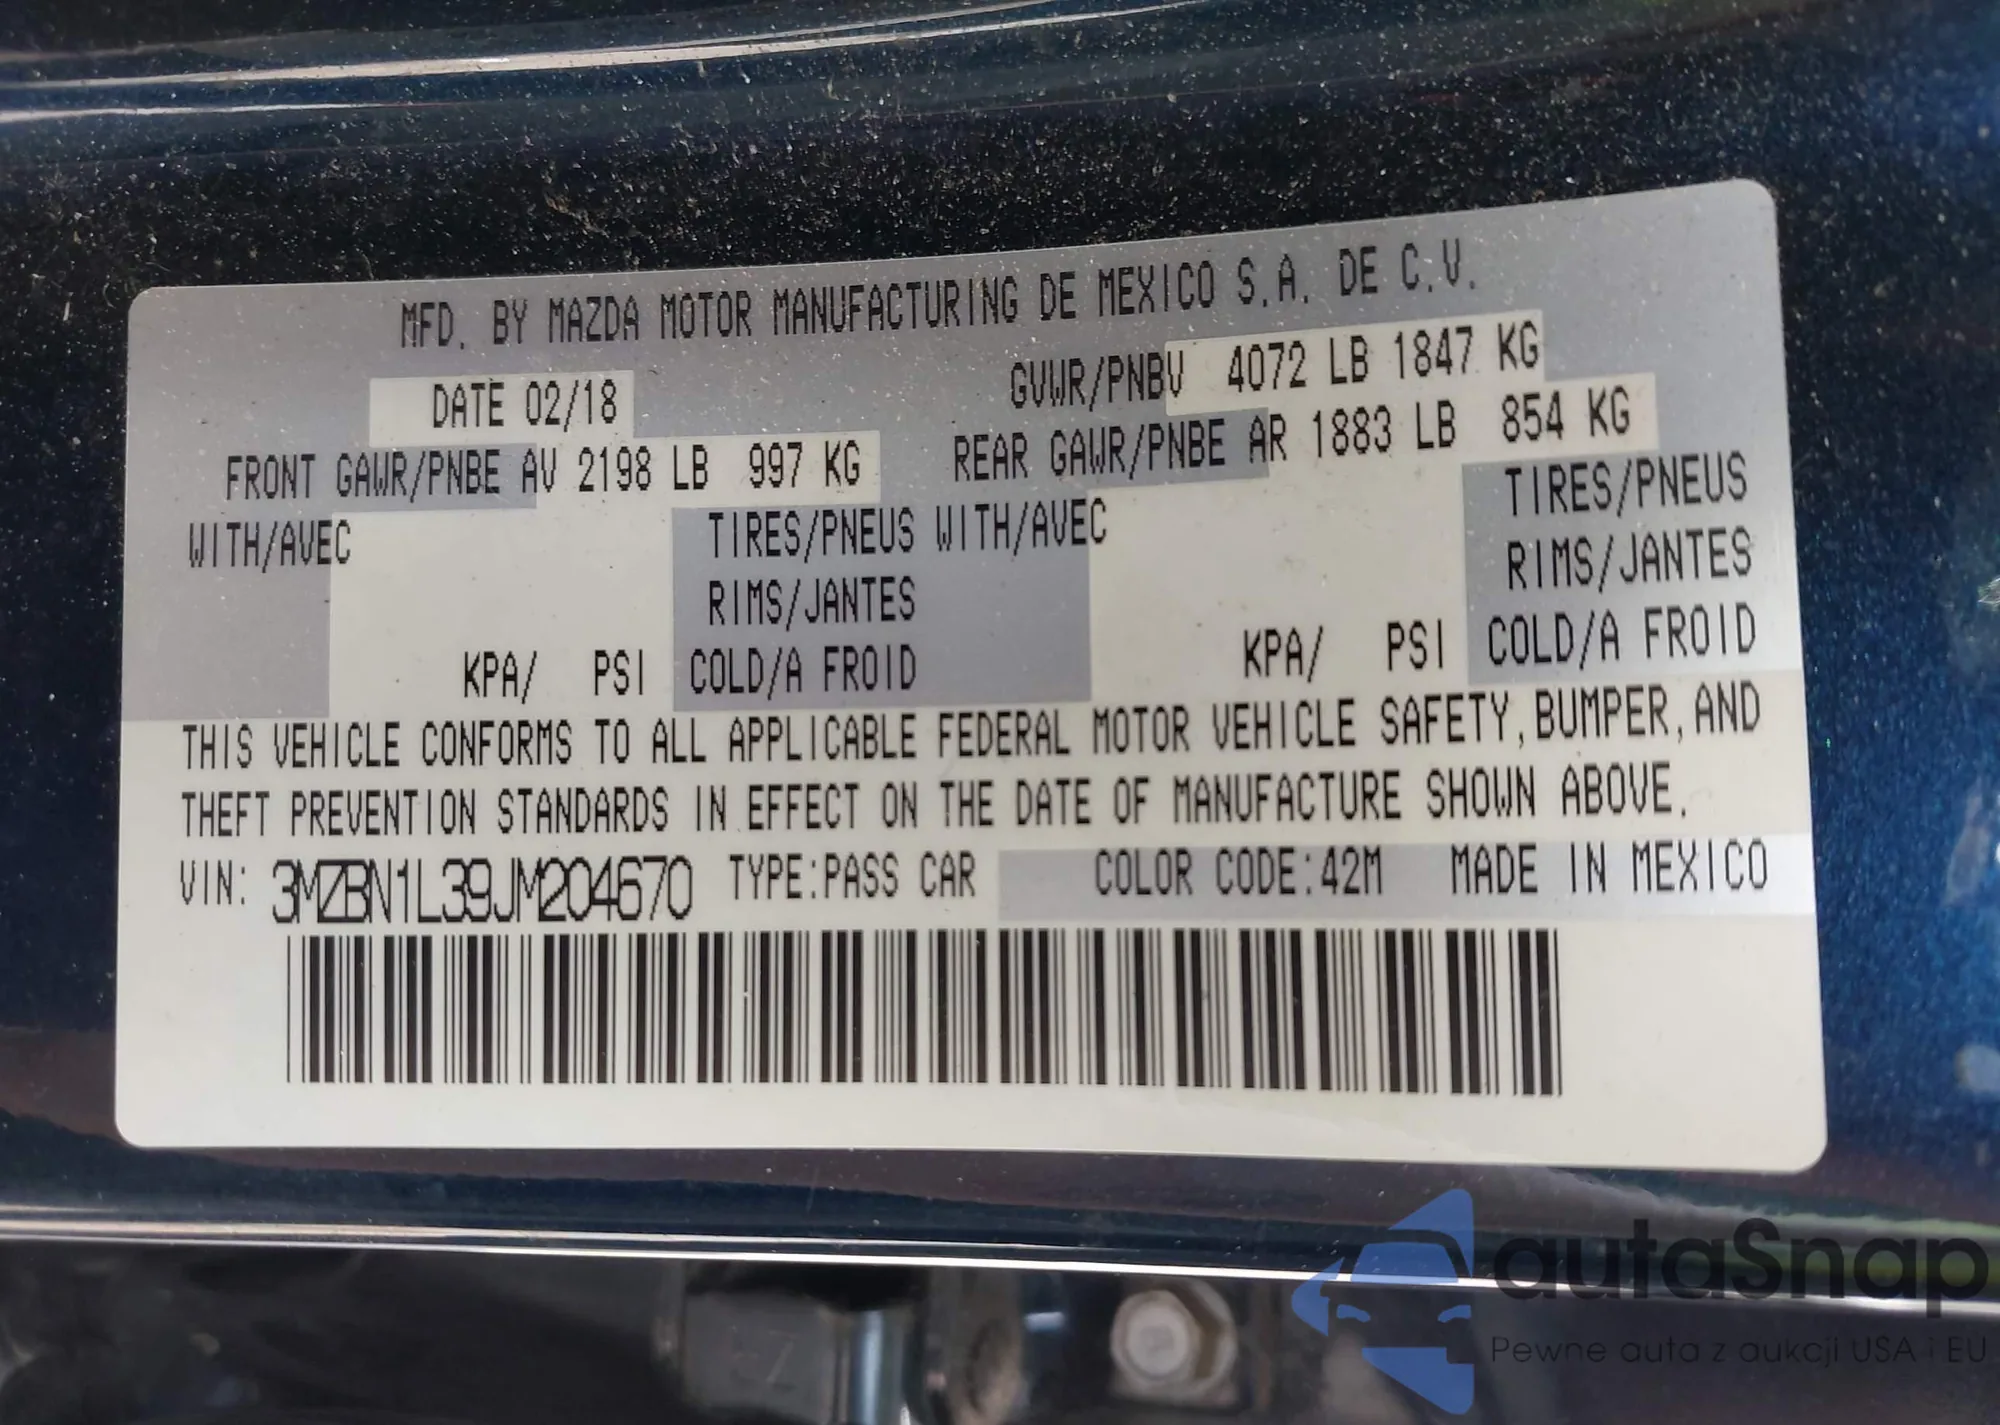 MFD. BY MAZDA MOTOR MANUFACTURING DE MEXICO S.A. DE C.V.
DATE 02/18 GVWR/PNBV 4072 LB 1847 KG
FRONT GAWR/PNBE AV 2198 LB 997 KG REAR GAWR/PNBE AR 1883 LB 854 KG
WITH/AVEC TIRES/PNEUS WITH/AVEC TIRES/PNEUS
RIMS/JANTES RIMS/JANTES
KPA/ PSI COLD/A FROID KPA/ PSI COLD/A FROID
THIS VEHICLE CONFORMS TO ALL APPLICABLE FEDERAL MOTOR VEHICLE SAFETY, BUMPER, AND
THEFT PREVENTION STANDARDS IN EFFECT ON THE DATE OF MANUFACTURE SHOWN ABOVE.
VIN: 3MZBN1L39JM204670 TYPE:PASS CAR COLOR CODE:42M MADE IN MEXICO
autaSnap
Pewne auta z aukcji USA i EU